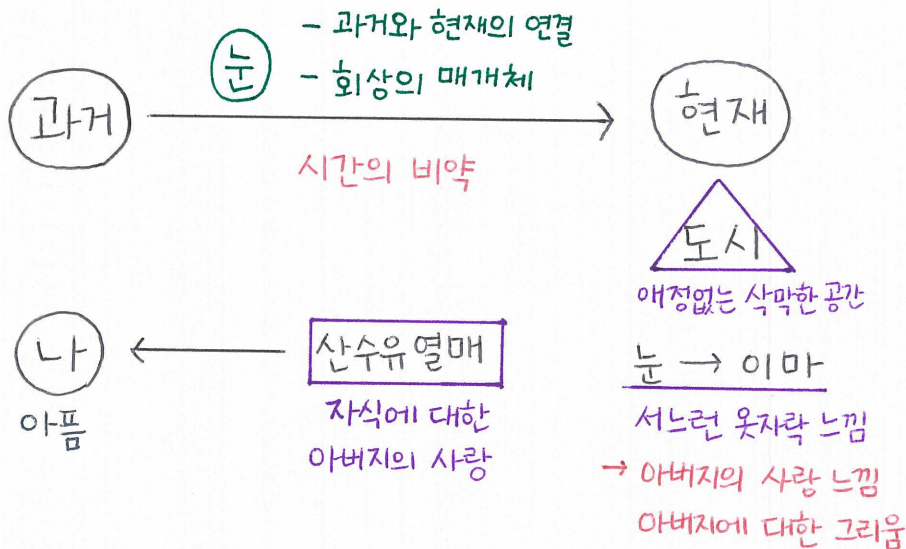 - 과거와 현재의 연결
눈
- 회상의 매개체
과거
현재
시간의 비약
도시
애정없는 삭막한 공간
나
산수유 열매
눈 → 이마
아픔
자식에 대한
아버지의 사랑
서느런 옷자락 느낌
→ 아버지의 사랑 느낌
아버지에 대한 그리움